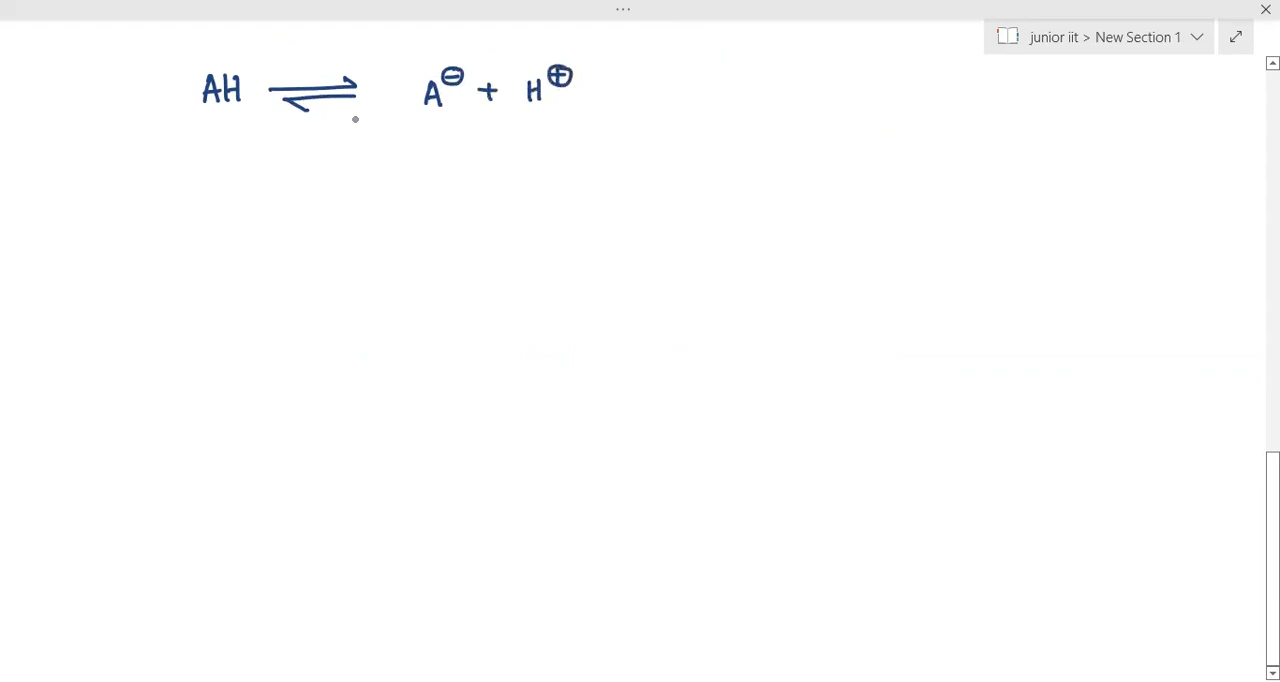 ...
junior iit > New Section 1
AH ⇌ A⊖ + H⊕